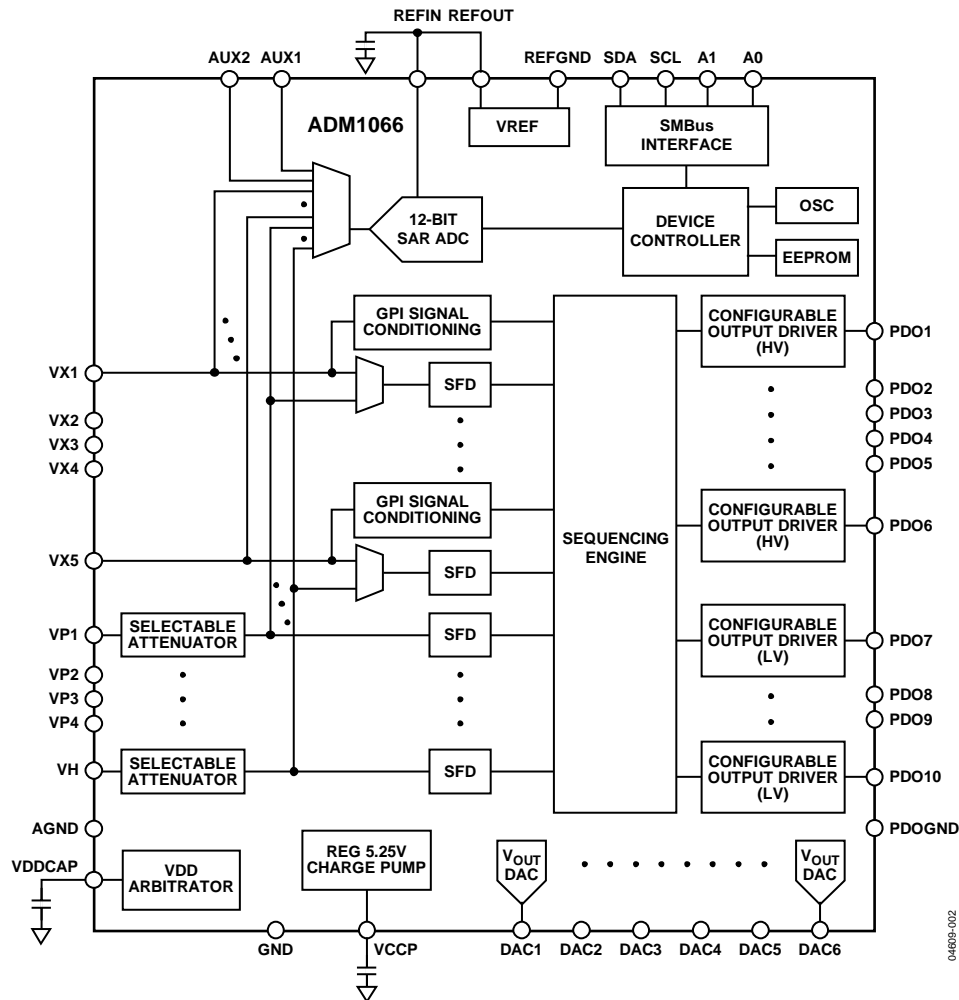 REFIN REFOUT
AUX2 AUX1
REFGND SDA SCL A1 A0
ADM1066
VREF
SMBus
INTERFACE
12-BIT
SAR ADC
DEVICE
CONTROLLER
OSC
EEPROM
GPI SIGNAL
CONDITIONING
CONFIGURABLE
OUTPUT DRIVER
(HV)
PDO1
VX1
SFD
PDO2
VX2
PDO3
VX3
PDO4
VX4
PDO5
GPI SIGNAL
CONDITIONING
CONFIGURABLE
OUTPUT DRIVER
(HV)
PDO6
SEQUENCING
ENGINE
VX5
SFD
VP1
SELECTABLE
ATTENUATOR
SFD
CONFIGURABLE
OUTPUT DRIVER
(LV)
PDO7
VP2
VP3
VP4
PDO8
PDO9
VH
SELECTABLE
ATTENUATOR
SFD
CONFIGURABLE
OUTPUT DRIVER
(LV)
PDO10
AGND
PDOGND
VDDCAP
VDD
ARBITRATOR
REG 5.25V
CHARGE PUMP
VOUT
DAC
VOUT
DAC
GND
VCCP
DAC1 DAC2 DAC3 DAC4 DAC5 DAC6
04609-002